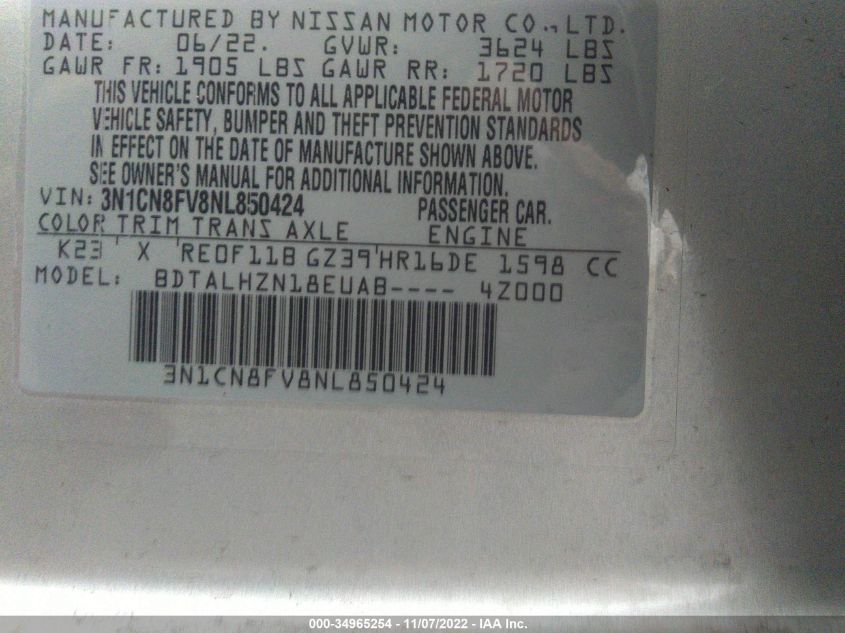 MANUFACTURED BY NISSAN MOTOR CO., LTD.
DATE: 06/22. GVWR: 3624 LBS
GAWR FR: 1905 LBS GAWR RR: 1720 LBS
THIS VEHICLE CONFORMS TO ALL APPLICABLE FEDERAL MOTOR
VEHICLE SAFETY, BUMPER AND THEFT PREVENTION STANDARDS
IN EFFECT ON THE DATE OF MANUFACTURE SHOWN ABOVE.
SEE OWNER'S MANUAL FOR ADDITIONAL INFORMATION.
VIN: 3N1CN8FV8NL850424 PASSENGER CAR.
COLOR TRIM TRANS AXLE ENGINE
K23 ' X 'RE0F11B GZ39'HR16DE 1598 CC
MODEL: BDTALHZN18EUAB---- 4Z000
3N1CN8FV8NL850424
000-34965254 - 11/07/2022 - IAA Inc.